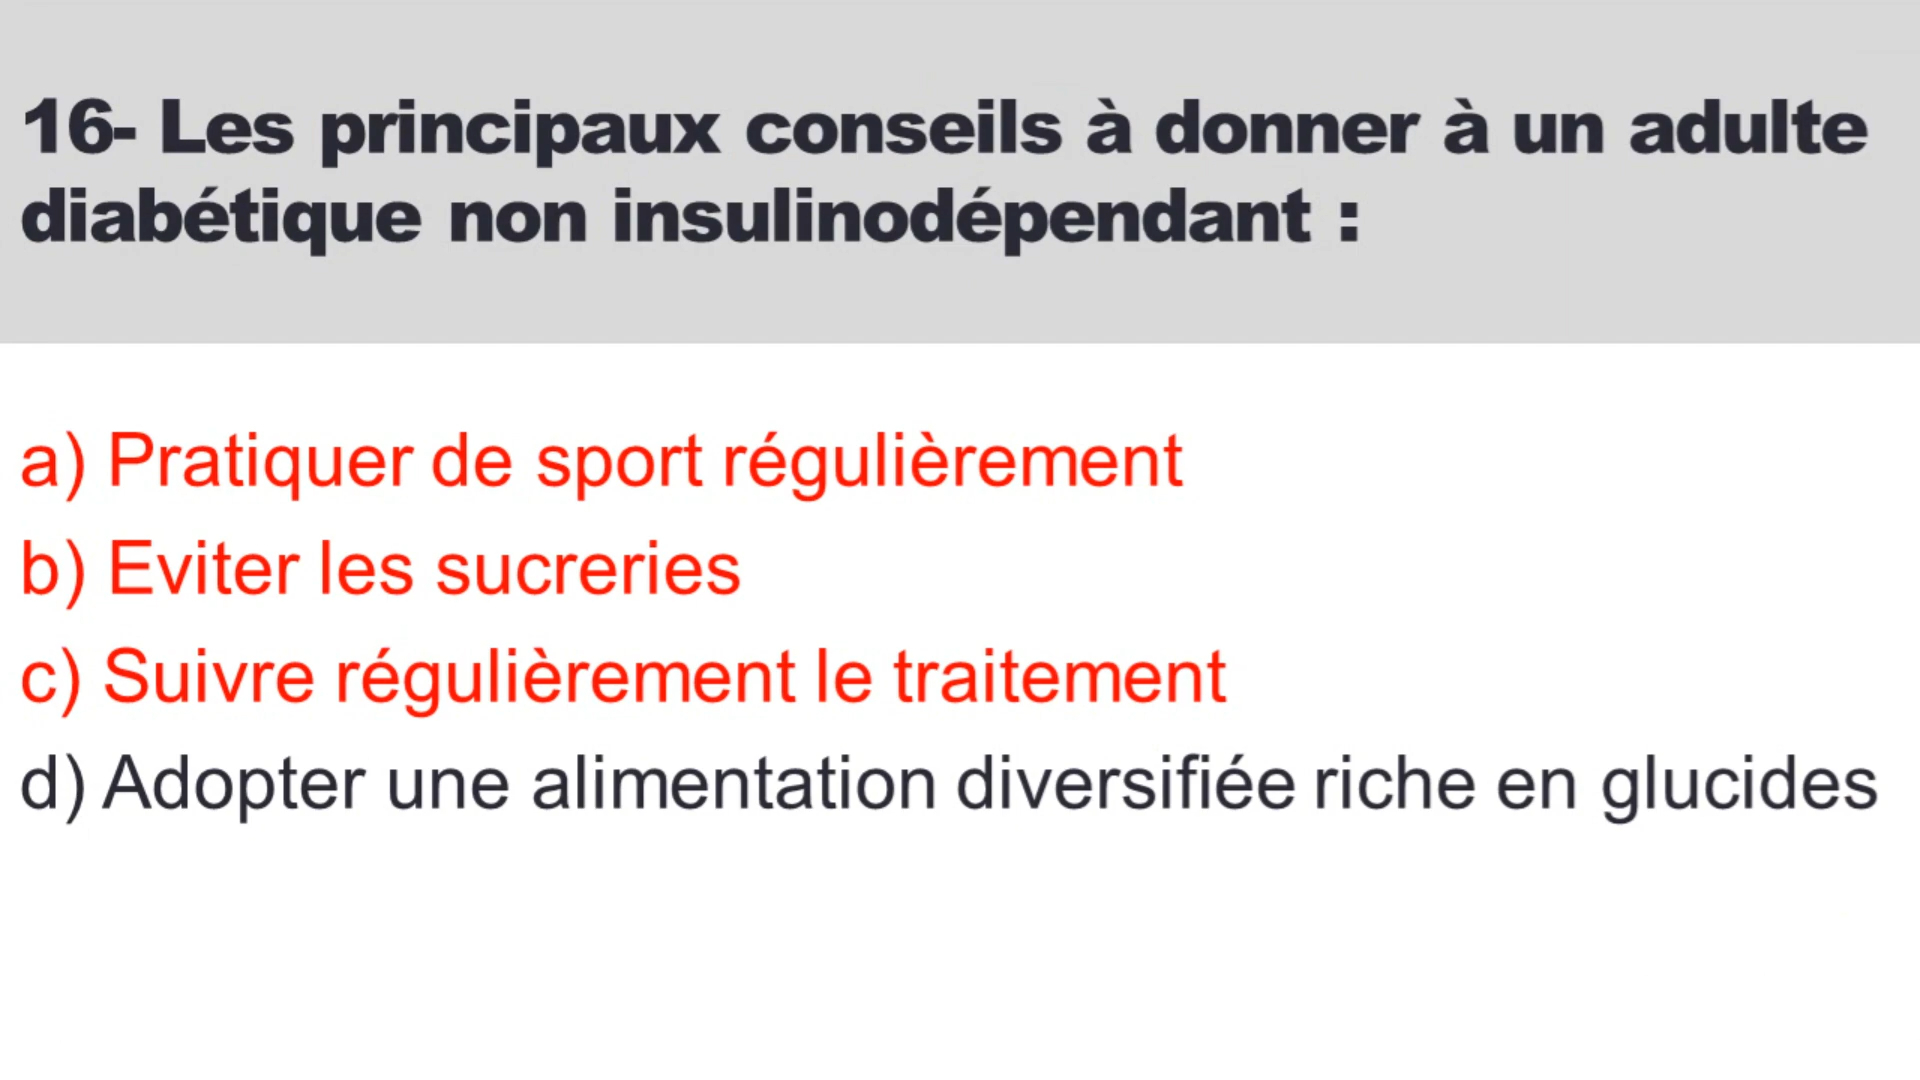 16- Les principaux conseils à donner à un adulte
diabétique non insulinodépendant :
a) Pratiquer de sport régulièrement
b) Eviter les sucreries
c) Suivre régulièrement le traitement
d) Adopter une alimentation diversifiée riche en glucides